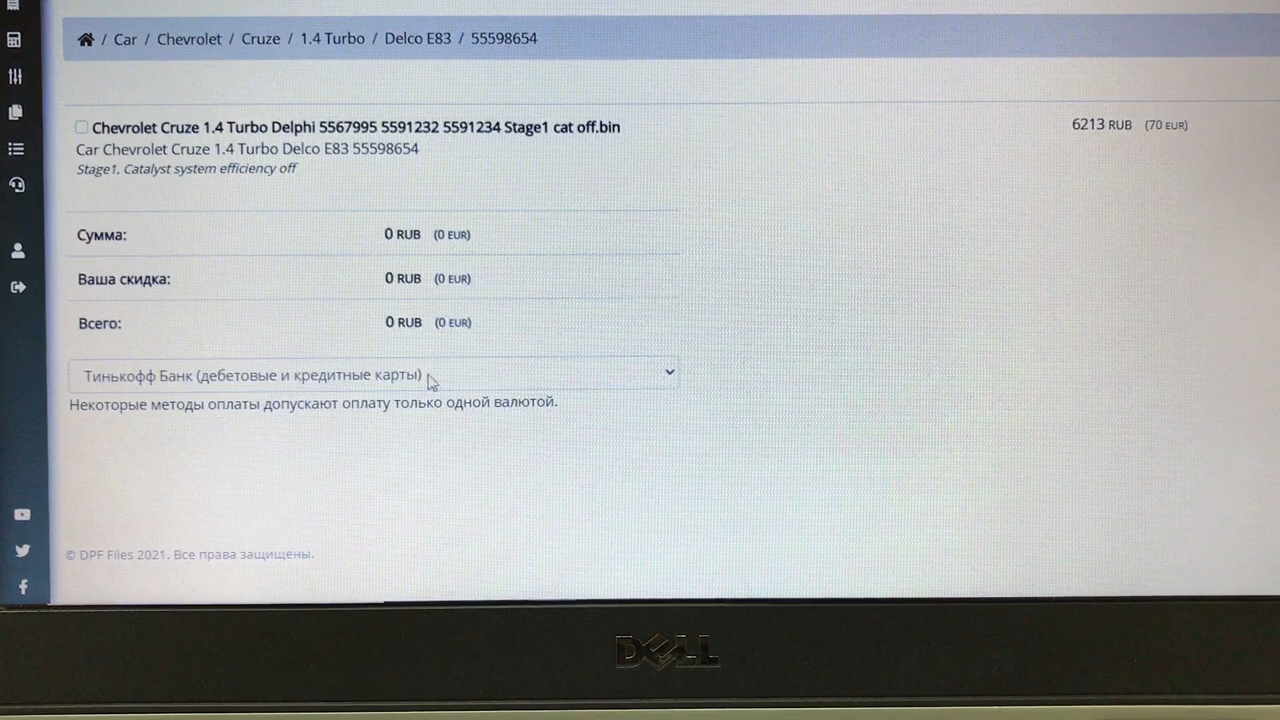 / Car / Chevrolet / Cruze / 1.4 Turbo / Delco E83 / 55598654
Chevrolet Cruze 1.4 Turbo Delphi 5567995 5591232 5591234 Stage1 cat off.bin
6213 RUB (70 EUR)
Car Chevrolet Cruze 1.4 Turbo Delco E83 55598654
Stage1, Catalyst system efficiency off
Сумма: 0 RUB (0 EUR)
Ваша скидка: 0 RUB (0 EUR)
Всего: 0 RUB (0 EUR)
Тинькофф Банк (дебетовые и кредитные карты)
Некоторые методы оплаты допускают оплату только одной валютой.
© DPF Files 2021. Все права защищены.
DELL